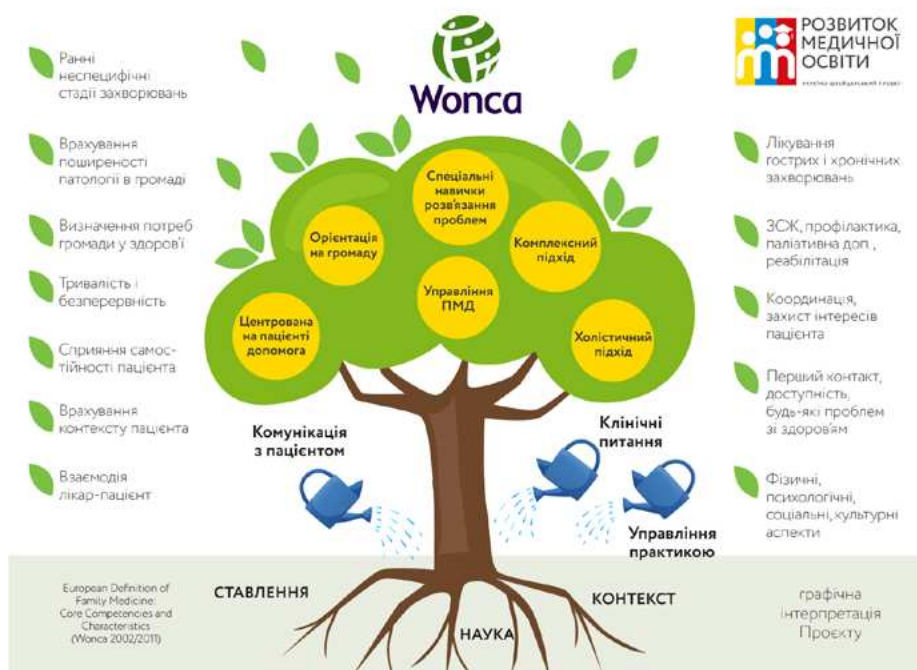 Wonca
РОЗВИТОК
МЕДИЧНОЇ
ОСВІТИ
Ранні
неспецифічні
стадії захворювань
Врахування
поширеності
патології в громаді
Визначення потреб
громади у здоров'ї
Тривалість і
безперервність
Сприяння самос-
тійності пацієнта
Врахування
контексту пацієнта
Взаємодія
лікар-пацієнт
Спеціальні
навички
розв'язання
проблем
Орієнтація
на громаду
Комплексний
підхід
Управління
ПМД
Центрована
на пацієнті
допомога
Холістичний
підхід
Лікування
гострих і хронічних
захворювань
ЗСЖ, профілактика,
паліативна доп.,
реабілітація
Координація,
захист інтересів
пацієнта
Перший контакт,
доступність,
будь-які проблем
зі здоров'ям
Фізичні,
психологічні,
соціальні, культурні
аспекти
Комунікація
з пацієнтом
Клінічні
питання
Управління
практикою
СТАВЛЕННЯ
НАУКА
КОНТЕКСТ
European Definition of
Family Medicine:
Core Competencies and
Characteristics
(Wonca 2002/2011)
графічна
інтерпретація
Проєкту